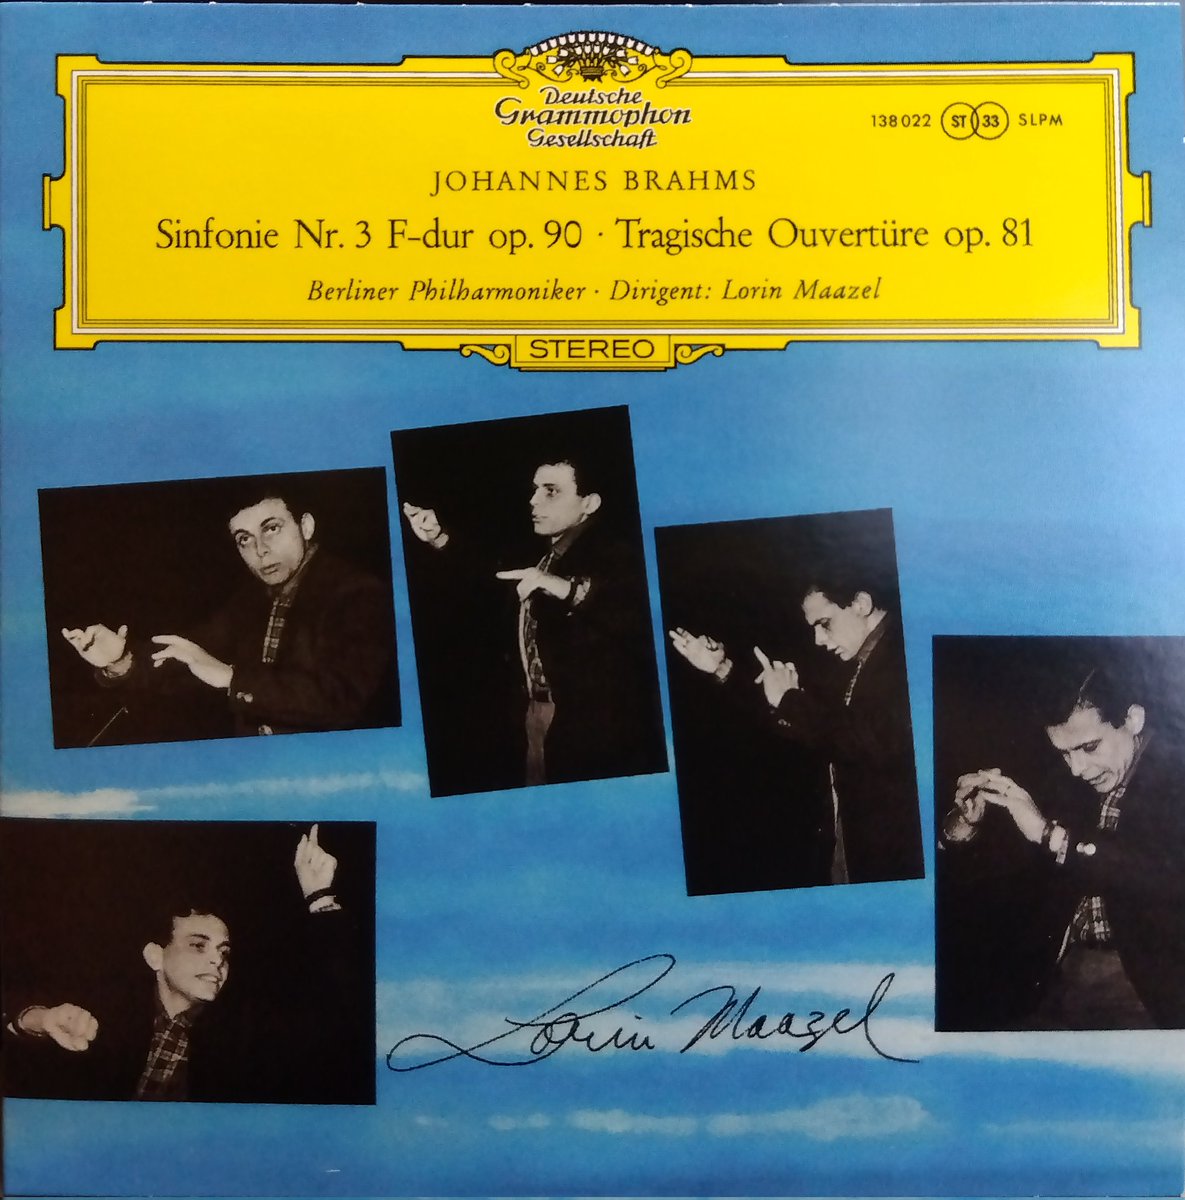 Deutsche
Grammophon
Gesellschaft
138 022 ST 33 SLPM
JOHANNES BRAHMS
Sinfonie Nr. 3 F-dur op. 90 · Tragische Ouvertüre op. 81
Berliner Philharmoniker · Dirigent: Lorin Maazel
STEREO
Lorin Maazel